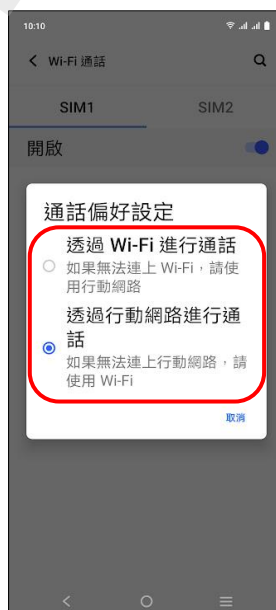 10:10
Wi-Fi 通話
SIM1 SIM2
開啟
通話偏好設定
透過 Wi-Fi 進行通話
如果無法連上 Wi-Fi，請使
用行動網路
透過行動網路進行通
話
如果無法連上行動網路，請
使用 Wi-Fi
取消